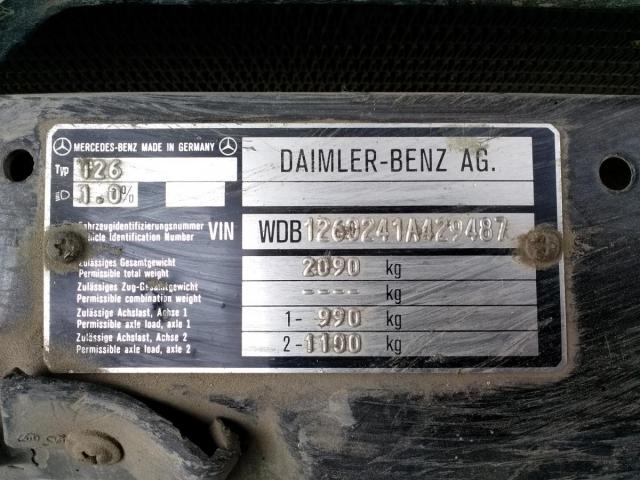 MERCEDES-BENZ MADE IN GERMANY
DAIMLER-BENZ AG.
Typ 126
1.0%
Fahrzeugidentifizierungsnummer
Vehicle Identification Number
VIN WDB1260241A429487
Zulässiges Gesamtgewicht
Permissible total weight
2090 kg
Zulässiges Zug-Gesamtgewicht
Permissible combination weight
---- kg
Zulässige Achslast, Achse 1
Permissible axle load, axle 1
1- 990 kg
Zulässige Achslast, Achse 2
Permissible axle load, axle 2
2-1100 kg